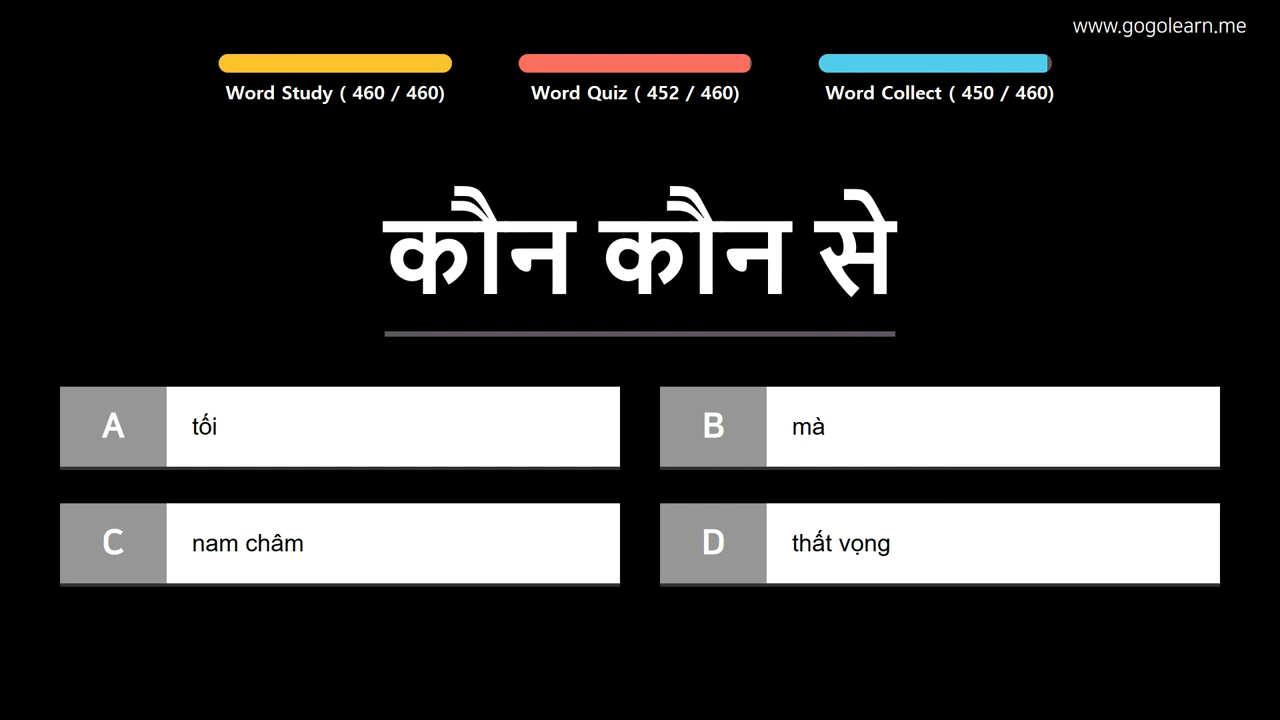 www.gogolearn.me
Word Study ( 460 / 460)
Word Quiz ( 452 / 460)
Word Collect ( 450 / 460)
कौन कौन से
A tối
B mà
C nam châm
D thất vọng